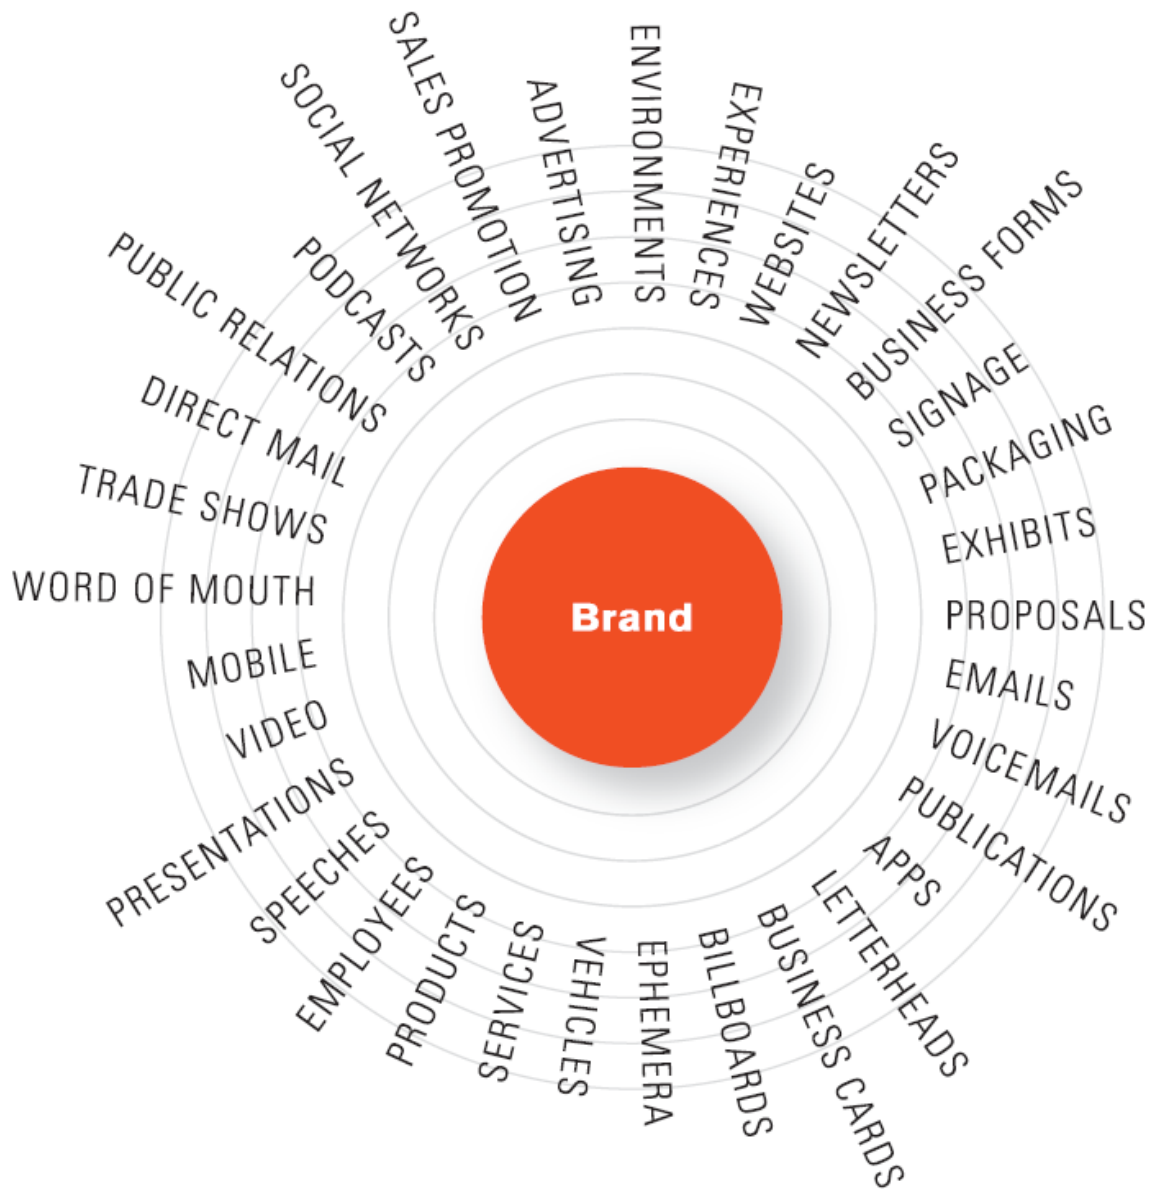 Brand
ENVIRONMENTS
EXPERIENCES
WEBSITES
NEWSLETTERS
BUSINESS FORMS
SIGNAGE
PACKAGING
EXHIBITS
PROPOSALS
EMAILS
VOICEMAILS
PUBLICATIONS
APPS
LETTERHEADS
BUSINESS CARDS
BILLBOARDS
EPHEMERA
VEHICLES
SERVICES
PRODUCTS
EMPLOYEES
SPEECHES
PRESENTATIONS
VIDEO
MOBILE
WORD OF MOUTH
TRADE SHOWS
DIRECT MAIL
PUBLIC RELATIONS
PODCASTS
SOCIAL NETWORKS
SALES PROMOTION
ADVERTISING